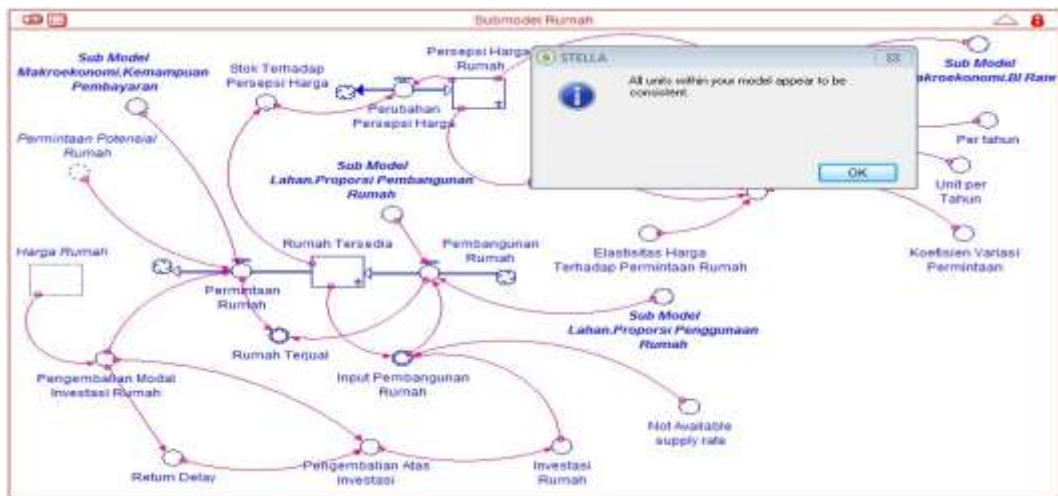 Submodel Rumah
Sub Model
Makroekonomi.Kemampuan
Pembayaran
Stok Terhadap
Persepsi Harga
Persepsi Harga
Rumah
Perubahan
Persepsi Harga
STELLA
All units within your model appear to be
consistent.
OK
Sub Model
akroekonomi.BI Rate
Per tahun
Unit per
Tahun
Koefisien Variasi
Permintaan
Permintaan Potensial
Rumah
Sub Model
Lahan.Proporsi Pembangunan
Rumah
Elastisitas Harga
Terhadap Permintaan Rumah
Harga Rumah
Rumah Tersedia
Pembangunan
Rumah
Permintaan
Rumah
Sub Model
Lahan.Proporsi Penggunaan
Rumah
Rumah Terjual
Input Pembangunan
Rumah
Pengembalian Modal
Investasi Rumah
Not Available
supply rate
Return Delay
Pengembalian Atas
Investasi
Investasi
Rumah